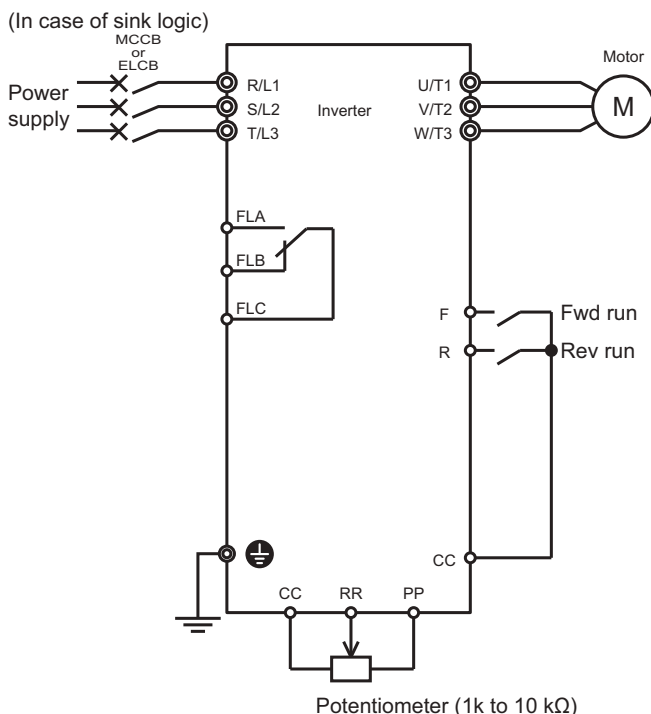 (In case of sink logic)
MCCB
or
ELCB
Power
supply
R/L1
S/L2
T/L3
Inverter
U/T1
V/T2
W/T3
Motor
M
FLA
FLB
FLC
F
Fwd run
R
Rev run
CC
CC
RR
PP
Potentiometer (1k to 10 kΩ)